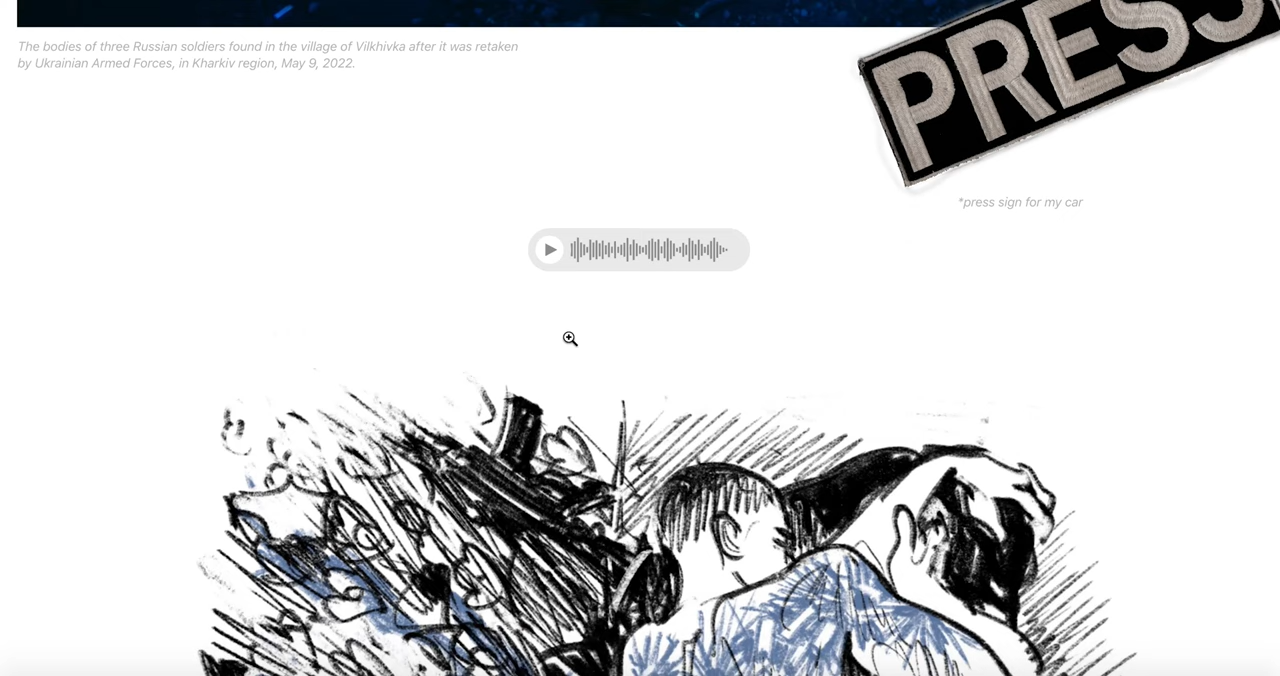 The bodies of three Russian soldiers found in the village of Vilkhivka after it was retaken
by Ukrainian Armed Forces, in Kharkiv region, May 9, 2022.
PRESS
*press sign for my car